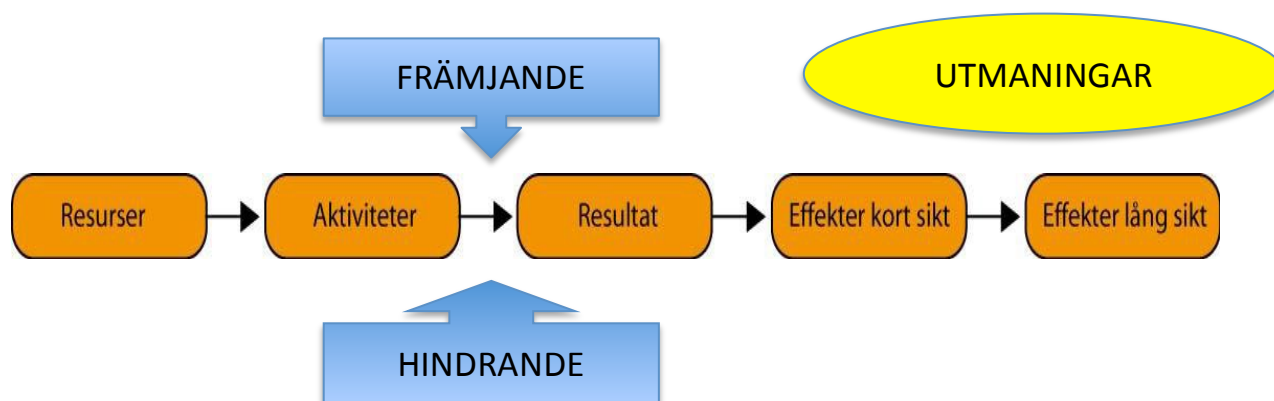 FRÄMJANDE
UTMANINGAR
Resurser
Aktiviteter
Resultat
Effekter kort sikt
Effekter lång sikt
HINDRANDE